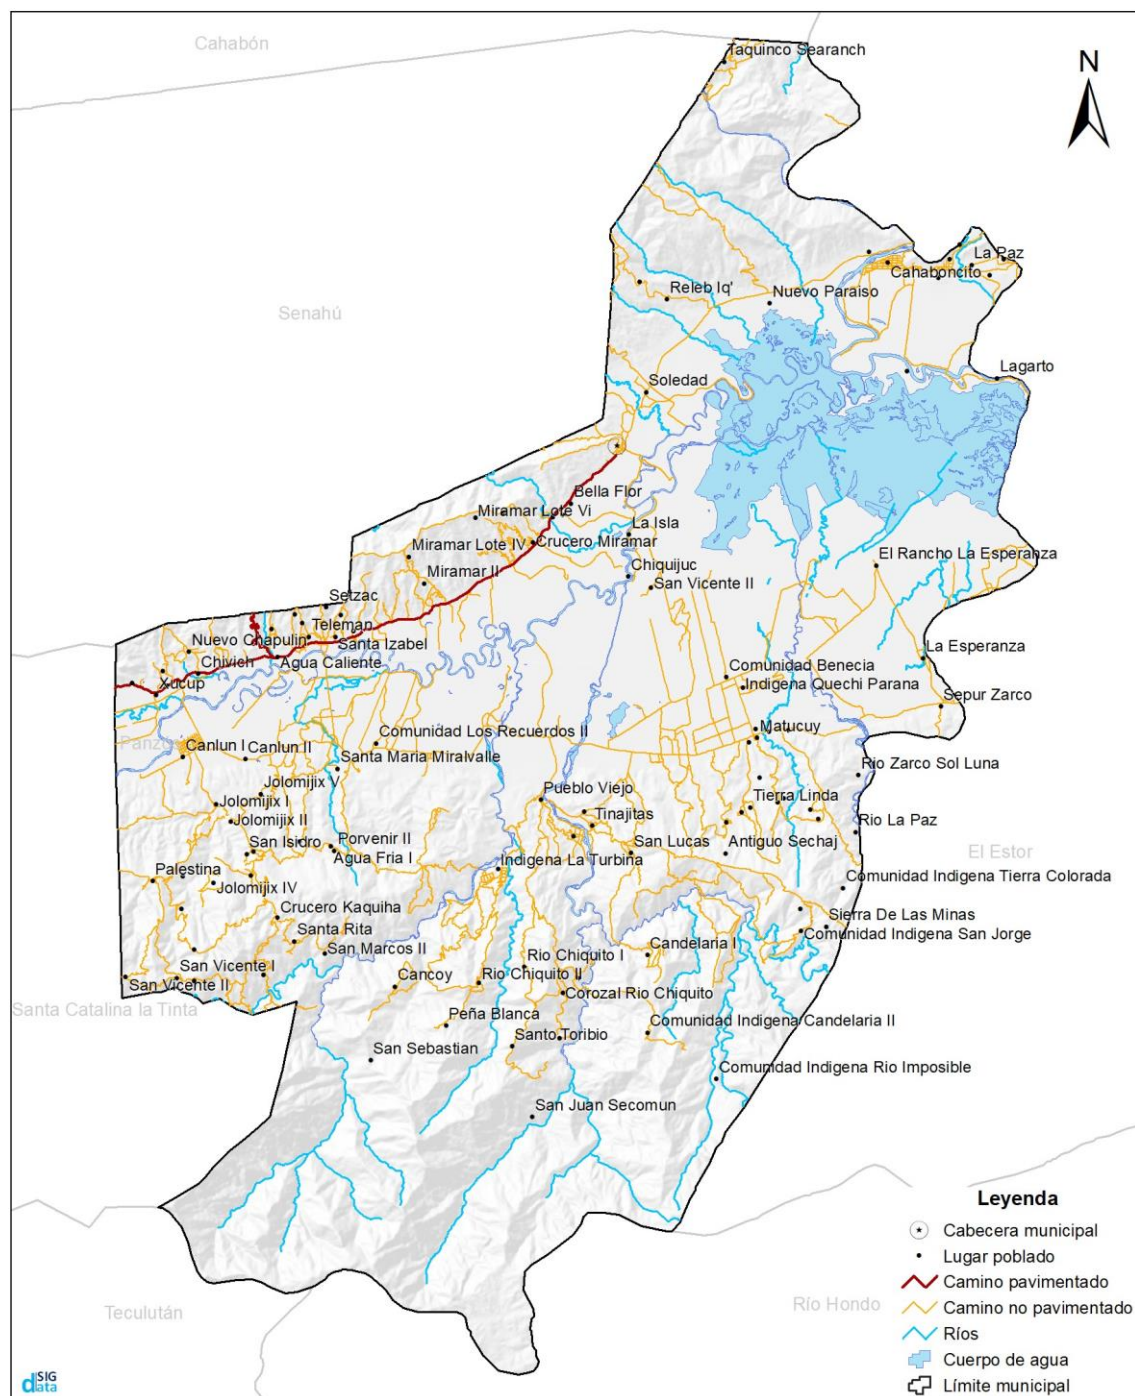 Cahabón
Taquinco Searanch
N
La Paz
Cahaboncito
Releb Iq'
Nuevo Paraiso
Senahú
Lagarto
Soledad
Bella Flor
Miramar Lote Vi
La Isla
Miramar Lote IV
Crucero Miramar
El Rancho La Esperanza
Miramar II
Chiquijuc
San Vicente II
Setzac
Teleman
Nuevo Chapulin
Santa Izabel
La Esperanza
Chivich
Agua Caliente
Comunidad Benecia
Xucup
Indigena Quechi Parana
Sepur Zarco
Matucuy
Comunidad Los Recuerdos II
Canlun I
Canlun II
Santa Maria Miralvalle
Rio Zarco Sol Luna
Jolomijix V
Pueblo Viejo
Tierra Linda
Jolomijix I
Tinajitas
Jolomijix II
Rio La Paz
San Isidro
Porvenir II
San Lucas
Antiguo Sechaj
El Estor
Agua Fria I
Indigena La Turbina
Palestina
Jolomijix IV
Comunidad Indigena Tierra Colorada
Crucero Kaquiha
Sierra De Las Minas
Santa Rita
Comunidad Indigena San Jorge
San Marcos II
Candelaria I
Rio Chiquito I
San Vicente I
Cancoy
Rio Chiquito II
San Vicente II
Corozal Rio Chiquito
Santa Catalina la Tinta
Peña Blanca
Comunidad Indigena Candelaria II
Santo Toribio
San Sebastian
Comunidad Indigena Rio Imposible
San Juan Secomun
Leyenda
Cabecera municipal
Lugar poblado
Camino pavimentado
Camino no pavimentado
Ríos
Cuerpo de agua
Límite municipal
Teculután
Río Hondo
SIG
data